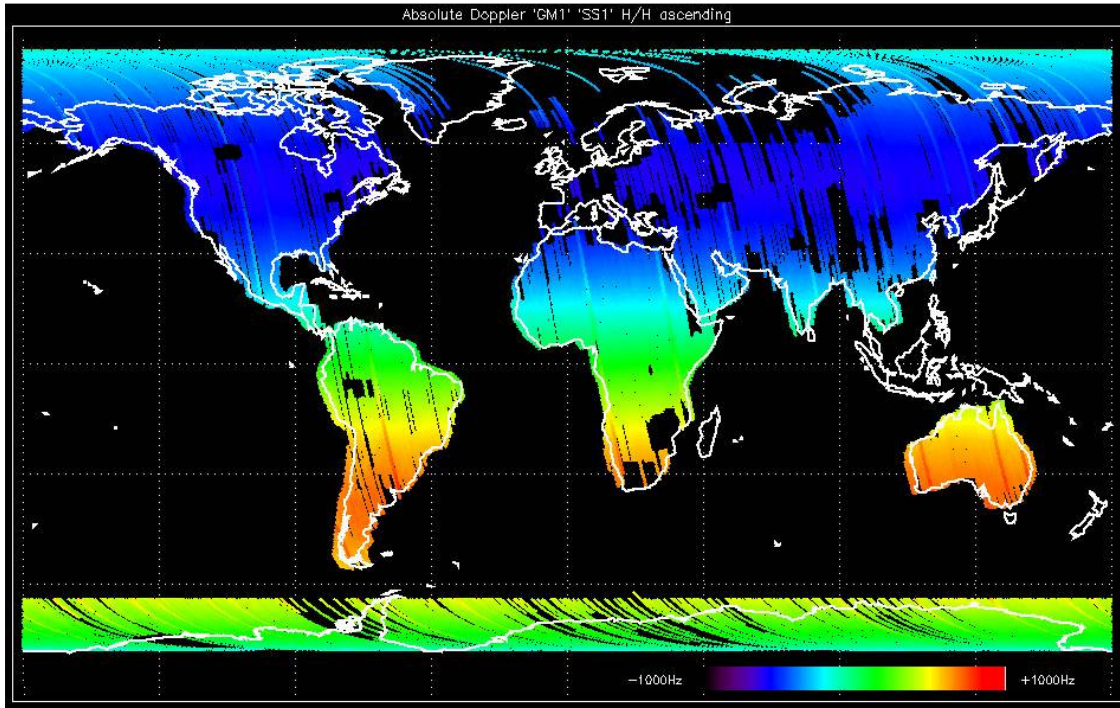 Absolute Doppler 'GM1' 'SS1' H/H ascending
−1000Hz
+1000Hz